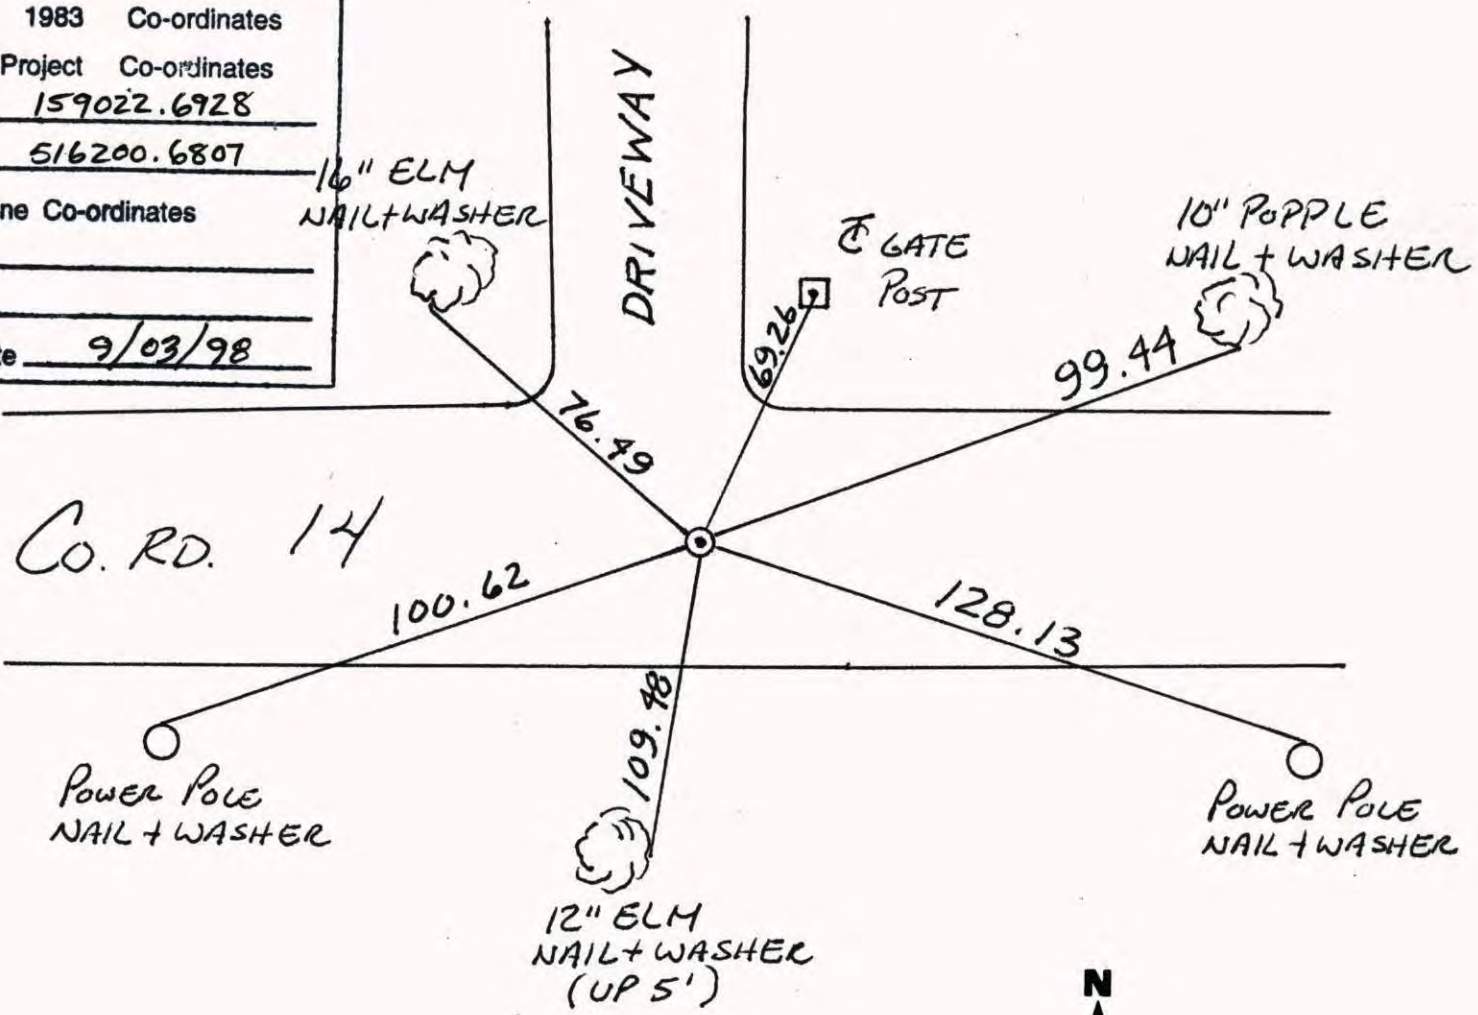 1983 Co-ordinates
Project Co-ordinates
159022.6928
516200.6807
ne Co-ordinates
te 9/03/98
16" ELM
NAIL+WASHER
DRIVEWAY
GATE
POST
10" POPPLE
NAIL + WASHER
69.26
99.44
76.49
Co. RD. 14
100.62
128.13
109.48
POWER POLE
NAIL + WASHER
POWER POLE
NAIL + WASHER
12" ELM
NAIL + WASHER
(UP 5')
N